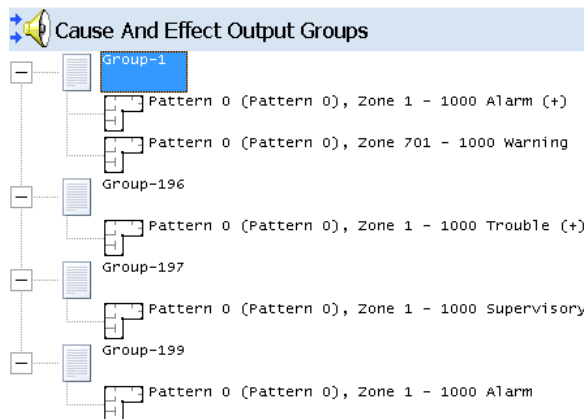 Cause And Effect Output Groups
Group-1
Pattern 0 (Pattern 0), Zone 1 - 1000 Alarm (+)
Pattern 0 (Pattern 0), Zone 701 - 1000 Warning
Group-196
Pattern 0 (Pattern 0), Zone 1 - 1000 Trouble (+)
Group-197
Pattern 0 (Pattern 0), Zone 1 - 1000 Supervisory
Group-199
Pattern 0 (Pattern 0), Zone 1 - 1000 Alarm